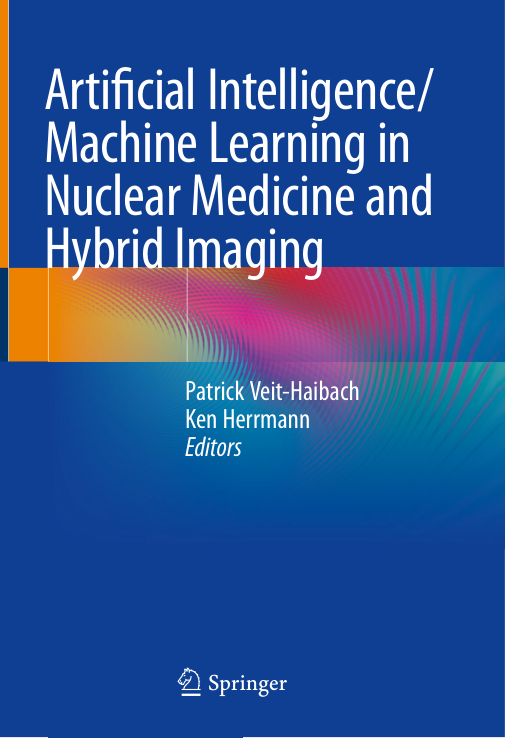 Artificial Intelligence/
Machine Learning in
Nuclear Medicine and
Hybrid Imaging
Patrick Veit-Haibach
Ken Herrmann
Editors
Springer